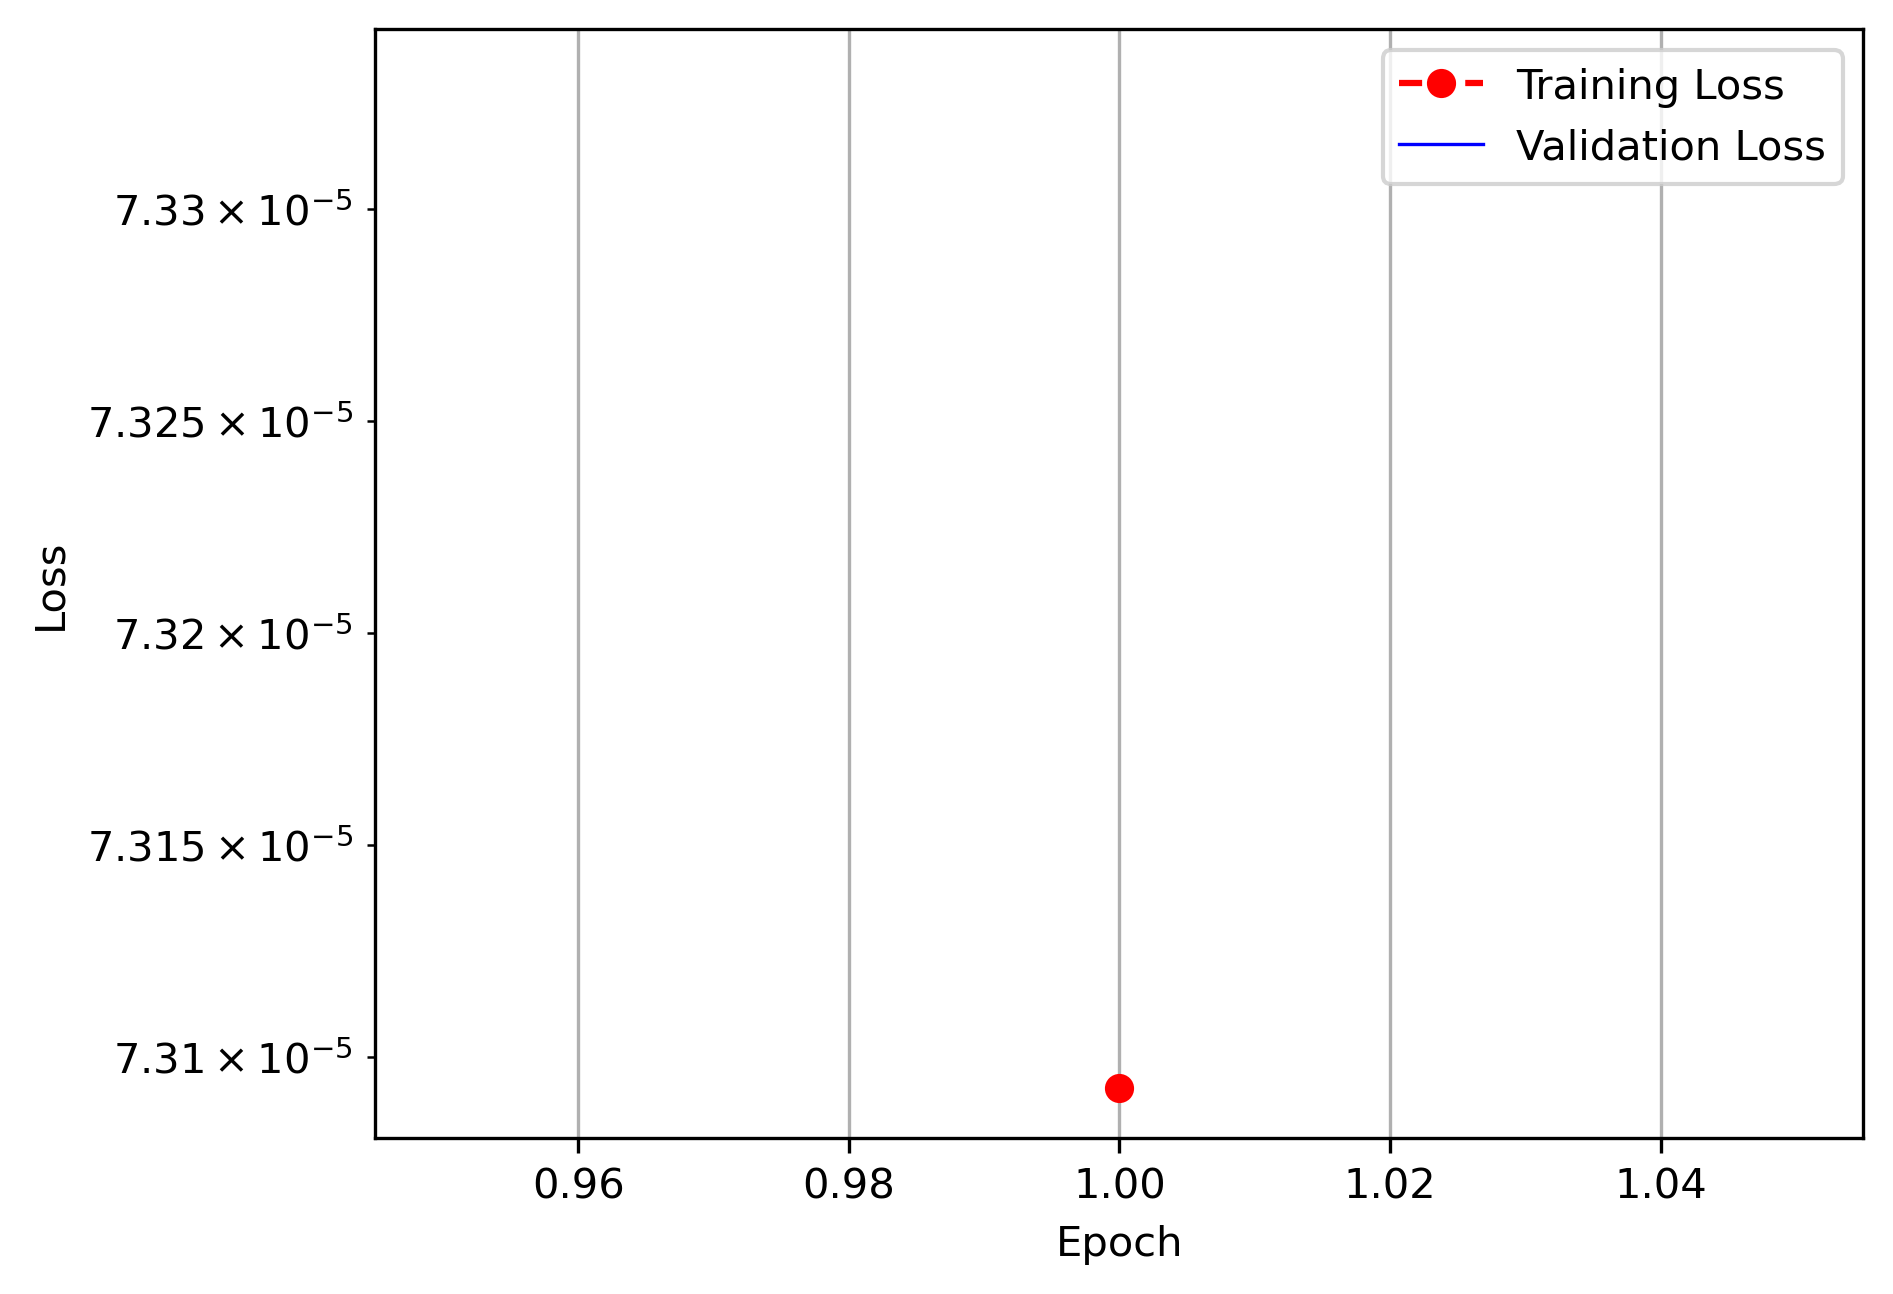 Training Loss
Validation Loss
7.33 × 10⁻⁵
7.325 × 10⁻⁵
7.32 × 10⁻⁵
7.315 × 10⁻⁵
7.31 × 10⁻⁵
Loss
0.96 0.98 1.00 1.02 1.04
Epoch